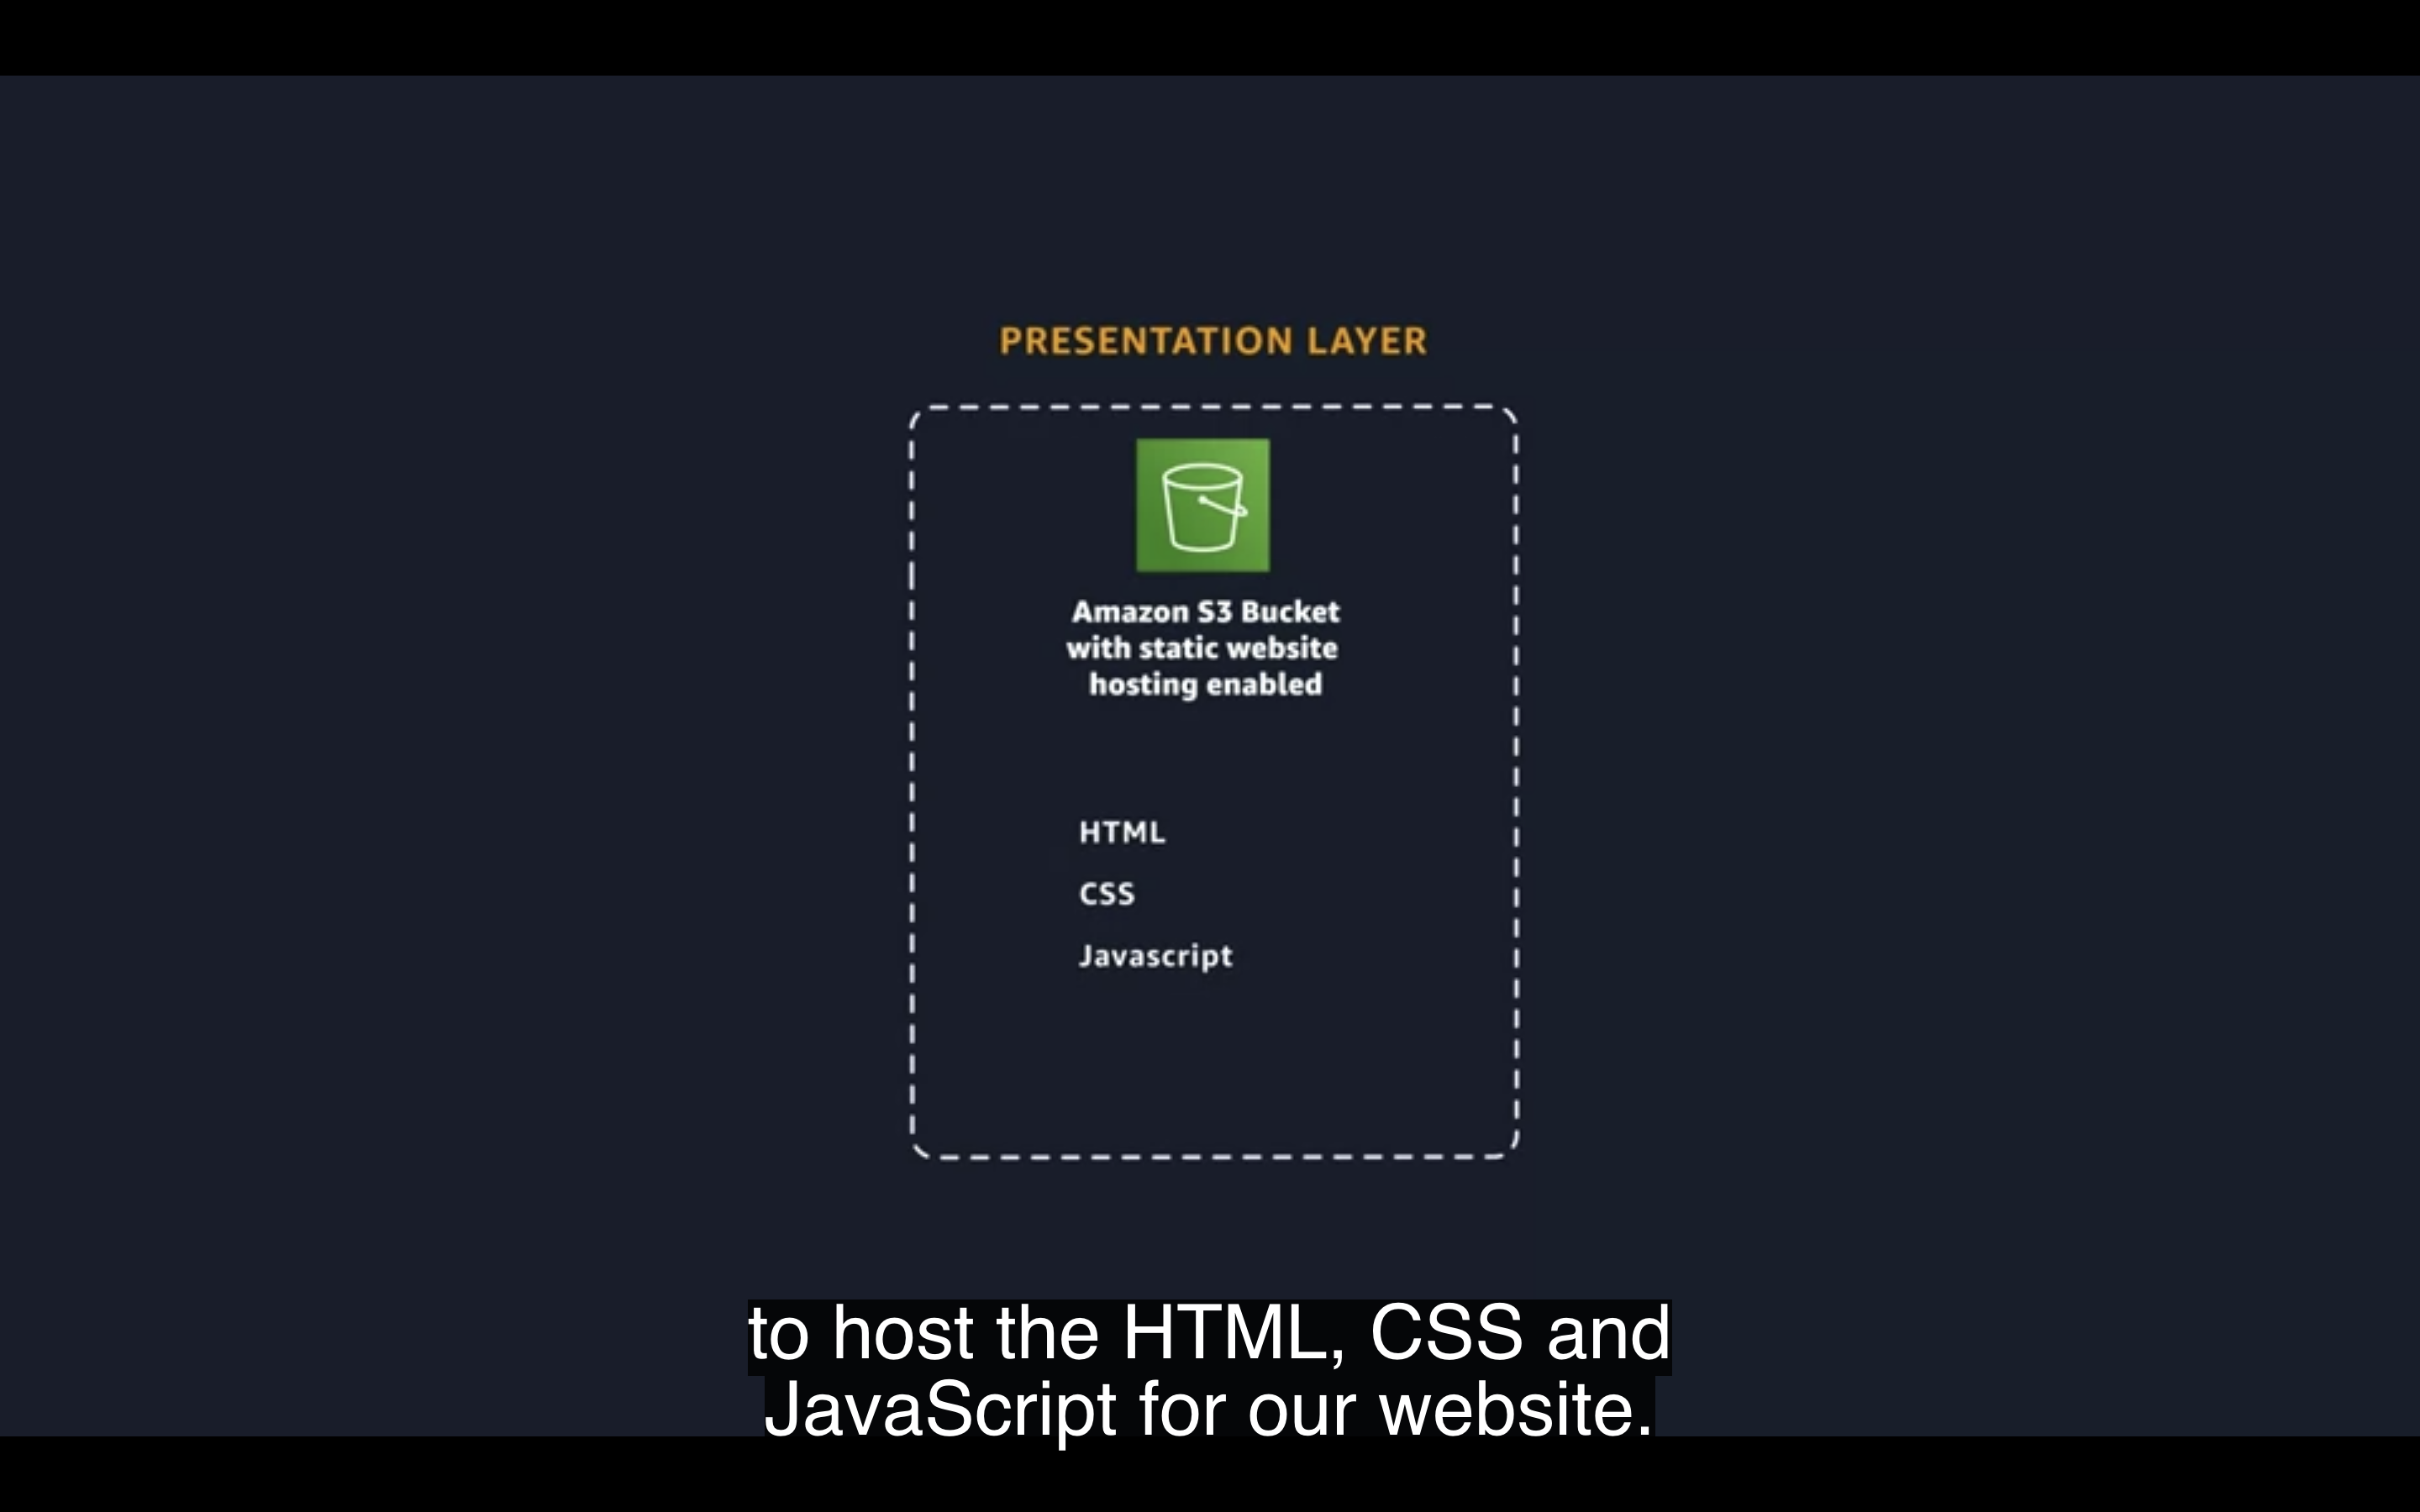 PRESENTATION LAYER
Amazon S3 Bucket
with static website
hosting enabled
HTML
CSS
Javascript
to host the HTML, CSS and
JavaScript for our website.